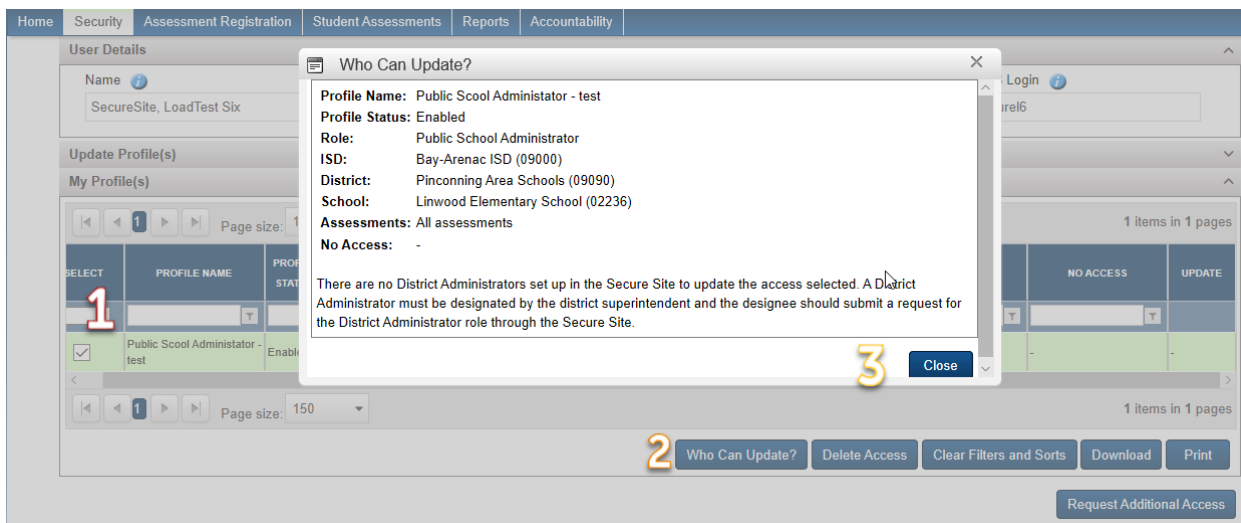 Home Security Assessment Registration Student Assessments Reports Accountability
User Details
Name
Login
SecureSite, LoadTest Six
Update Profile(s)
My Profile(s)
Page size:
1 items in 1 pages
SELECT PROFILE NAME
NO ACCESS UPDATE
1
Public Scool Administator -
test
- -
Who Can Update?
Profile Name: Public Scool Administator - test
Profile Status: Enabled
Role: Public School Administrator
ISD: Bay-Arenac ISD (09000)
District: Pinconning Area Schools (09090)
School: Linwood Elementary School (02236)
Assessments: All assessments
No Access: -
There are no District Administrators set up in the Secure Site to update the access selected. A District
Administrator must be designated by the district superintendent and the designee should submit a request for
the District Administrator role through the Secure Site.
3 Close
1 Page size: 150 1 items in 1 pages
2 Who Can Update? Delete Access Clear Filters and Sorts Download Print
Request Additional Access